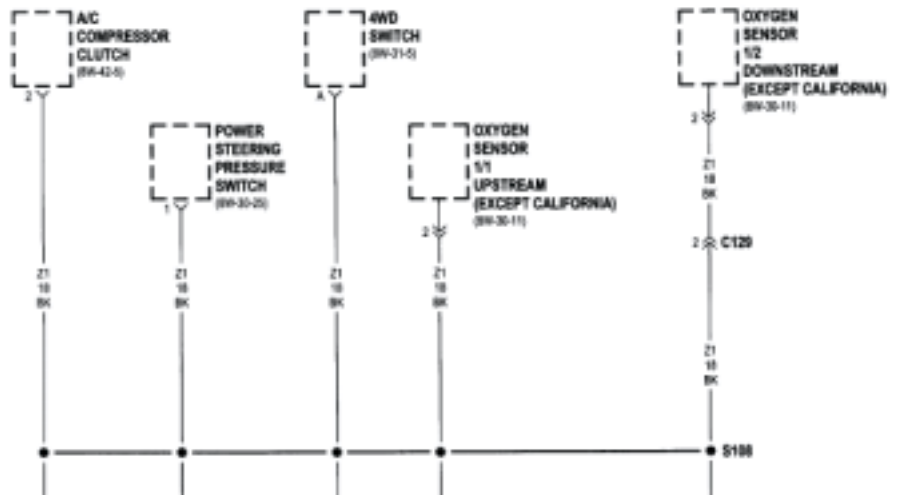 A/C
COMPRESSOR
CLUTCH
(8W-42-5)
2
4WD
SWITCH
(8W-31-5)
A
OXYGEN
SENSOR
1/2
DOWNSTREAM
(EXCEPT CALIFORNIA)
(8W-30-11)
2
POWER
STEERING
PRESSURE
SWITCH
(8W-30-25)
1
OXYGEN
SENSOR
1/1
UPSTREAM
(EXCEPT CALIFORNIA)
(8W-30-11)
2
Z1
18
BK
2
C129
Z1
18
BK
Z1
18
BK
Z1
18
BK
Z1
18
BK
Z1
18
BK
S108